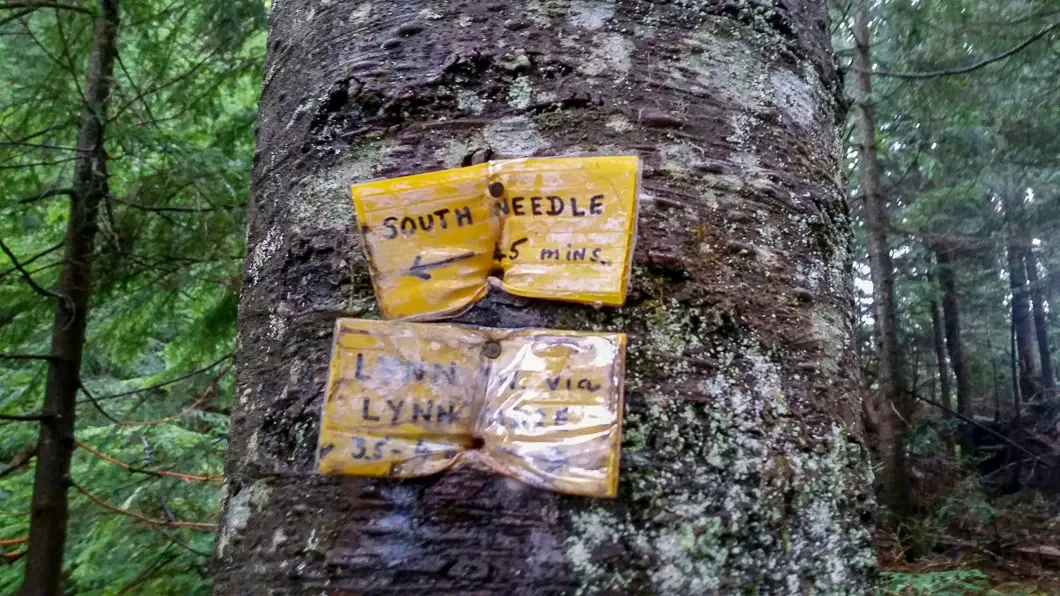 SOUTH NEEDLE
← 45 mins.
LYNN via
LYNN
3.5-